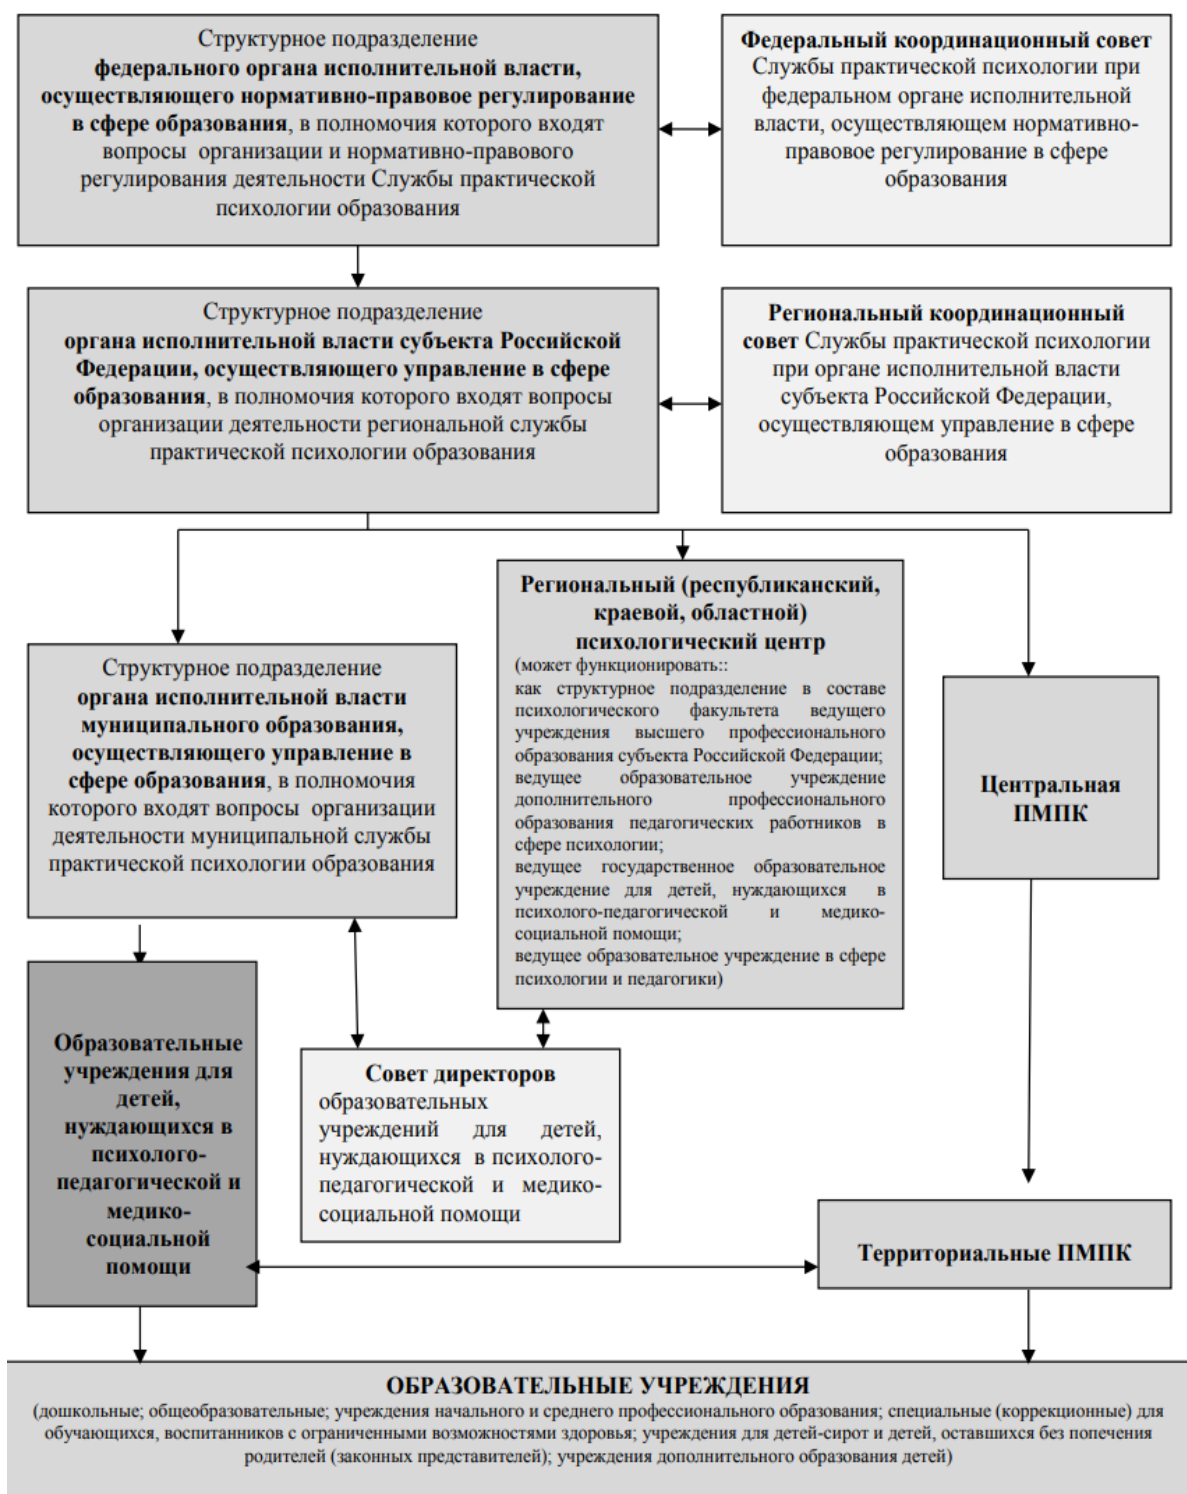 Структурное подразделение
федерального органа исполнительной власти,
осуществляющего нормативно-правовое регулирование
в сфере образования, в полномочия которого входят
вопросы организации и нормативно-правового
регулирования деятельности Службы практической
психологии образования
Федеральный координационный совет
Службы практической психологии при
федеральном органе исполнительной
власти, осуществляющем нормативно-
правовое регулирование в сфере
образования
Структурное подразделение
органа исполнительной власти субъекта Российской
Федерации, осуществляющего управление в сфере
образования, в полномочия которого входят вопросы
организации деятельности региональной службы
практической психологии образования
Региональный координационный
совет Службы практической психологии
при органе исполнительной власти
субъекта Российской Федерации,
осуществляющем управление в сфере
образования
Структурное подразделение
органа исполнительной власти
муниципального образования,
осуществляющего управление в
сфере образования, в полномочия
которого входят вопросы организации
деятельности муниципальной службы
практической психологии образования
Региональный (республиканский,
краевой, областной)
психологический центр
(может функционировать::
как структурное подразделение в составе
психологического факультета ведущего
учреждения высшего профессионального
образования субъекта Российской Федерации;
ведущее образовательное учреждение
дополнительного профессионального
образования педагогических работников в
сфере психологии;
ведущее государственное образовательное
учреждение для детей, нуждающихся в
психолого-педагогической и медико-
социальной помощи;
ведущее образовательное учреждение в сфере
психологии и педагогики)
Центральная
ПМПК
Образовательные
учреждения для
детей,
нуждающихся в
психолого-
педагогической и
медико-
социальной
помощи
Совет директоров
образовательных
учреждений для детей,
нуждающихся в психолого-
педагогической и медико-
социальной помощи
Территориальные ПМПК
ОБРАЗОВАТЕЛЬНЫЕ УЧРЕЖДЕНИЯ
(дошкольные; общеобразовательные; учреждения начального и среднего профессионального образования; специальные (коррекционные) для
обучающихся, воспитанников с ограниченными возможностями здоровья; учреждения для детей-сирот и детей, оставшихся без попечения
родителей (законных представителей); учреждения дополнительного образования детей)